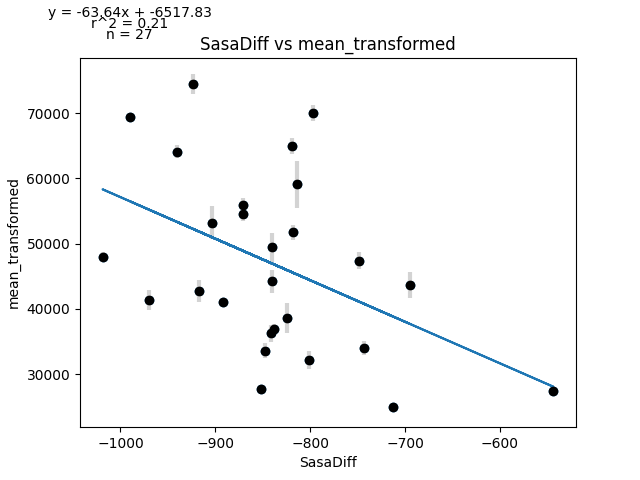 y = -63.64x + -6517.83
r^2 = 0.21
n = 27
SasaDiff vs mean_transformed
70000
60000
50000
40000
30000
mean_transformed
−1000
−900
−800
−700
−600
SasaDiff